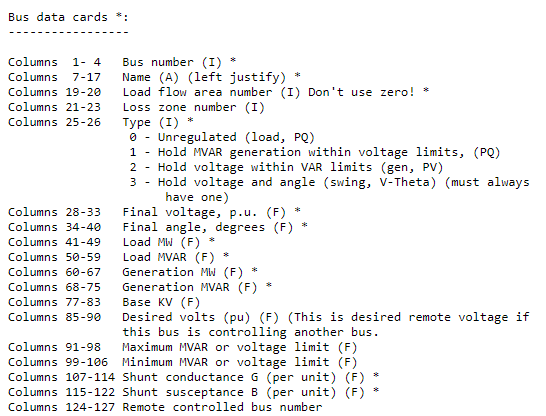 Bus data cards *:
-----------------
Columns  1- 4   Bus number (I) *
Columns  7-17   Name (A) (left justify) *
Columns 19-20   Load flow area number (I) Don't use zero! *
Columns 21-23   Loss zone number (I)
Columns 25-26   Type (I) *
                 0 - Unregulated (load, PQ)
                 1 - Hold MVAR generation within voltage limits, (PQ)
                 2 - Hold voltage within VAR limits (gen, PV)
                 3 - Hold voltage and angle (swing, V-Theta) (must always
                      have one)
Columns 28-33   Final voltage, p.u. (F) *
Columns 34-40   Final angle, degrees (F) *
Columns 41-49   Load MW (F) *
Columns 50-59   Load MVAR (F) *
Columns 60-67   Generation MW (F) *
Columns 68-75   Generation MVAR (F) *
Columns 77-83   Base KV (F)
Columns 85-90   Desired volts (pu) (F) (This is desired remote voltage if
                this bus is controlling another bus.
Columns 91-98   Maximum MVAR or voltage limit (F)
Columns 99-106  Minimum MVAR or voltage limit (F)
Columns 107-114 Shunt conductance G (per unit) (F) *
Columns 115-122 Shunt susceptance B (per unit) (F) *
Columns 124-127 Remote controlled bus number